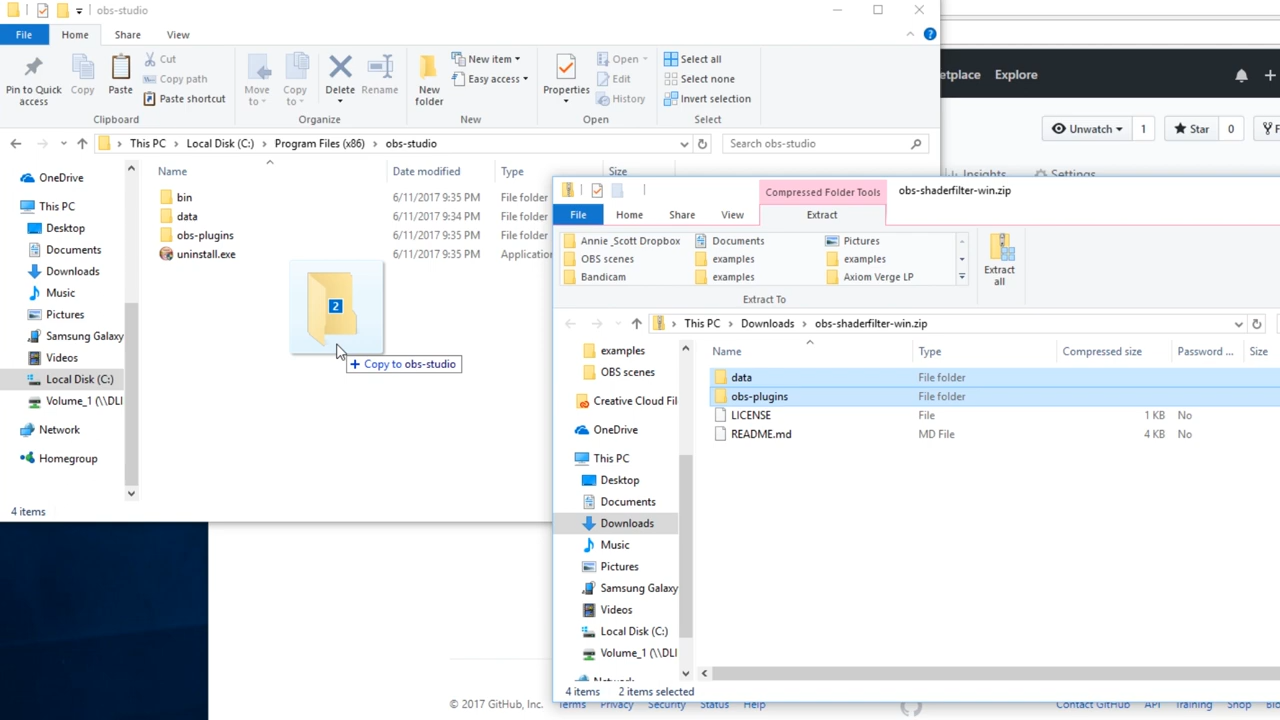 obs-studio
File Home Share View
Pin to Quick access
Copy
Paste
Cut
Copy path
Paste shortcut
Clipboard
Move to
Copy to
Delete
Rename
Organize
New folder
New item
Easy access
New
Properties
Open
Edit
History
Open
Select all
Select none
Invert selection
Select
This PC Local Disk (C:) Program Files (x86) obs-studio
Search obs-studio
Name Date modified Type Size
bin 6/11/2017 9:35 PM File folder
data 6/11/2017 9:34 PM File folder
obs-plugins 6/11/2017 9:35 PM File folder
uninstall.exe 6/11/2017 9:35 PM
OneDrive
This PC
Desktop
Documents
Downloads
Music
Pictures
Samsung Galaxy
Videos
Local Disk (C:)
Volume_1 (\\DLI
Network
Homegroup
2
+ Copy to obs-studio
4 items
Explore
Unwatch 1
Star 0
Insights
Settings
Compressed Folder Tools
obs-shaderfilter-win.zip
File Home Share View Extract
Annie _Scott Dropbox Documents Pictures
OBS scenes examples examples
Bandicam examples Axiom Verge LP
Extract To
Extract all
This PC Downloads obs-shaderfilter-win.zip
Name Type Compressed size Password ... Size
data File folder
obs-plugins File folder
LICENSE File 1 KB No
README.md MD File 4 KB No
examples
OBS scenes
Creative Cloud Fil
OneDrive
This PC
Desktop
Documents
Downloads
Music
Pictures
Samsung Galaxy
Videos
Local Disk (C:)
Volume_1 (\\DLI
4 items 2 items selected
© 2017 GitHub, Inc. Terms Privacy Security Status Help
Contact GitHub API Training Shop